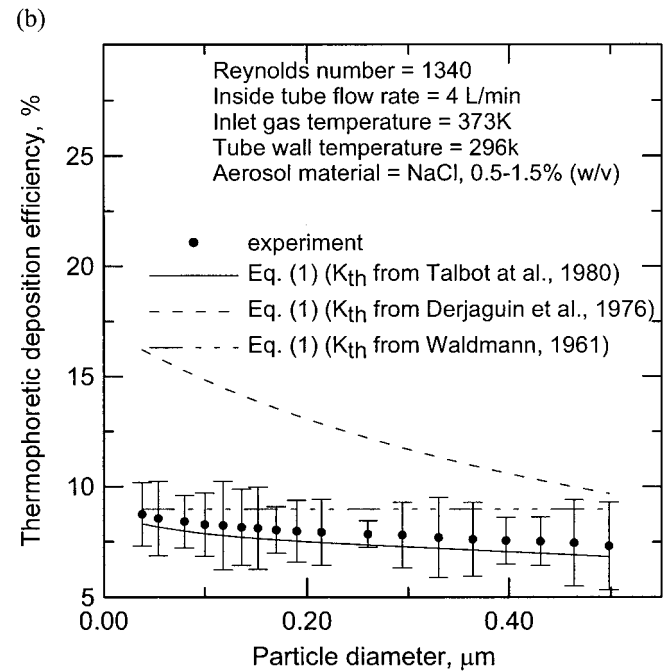 (b)
Reynolds number = 1340
Inside tube flow rate = 4 L/min
Inlet gas temperature = 373K
Tube wall temperature = 296k
Aerosol material = NaCl, 0.5-1.5% (w/v)
experiment
Eq. (1) (Kth from Talbot at al., 1980)
Eq. (1) (Kth from Derjaguin et al., 1976)
Eq. (1) (Kth from Waldmann, 1961)
Thermophoretic deposition efficiency, %
25
20
15
10
5
0.00
0.20
0.40
Particle diameter, μm